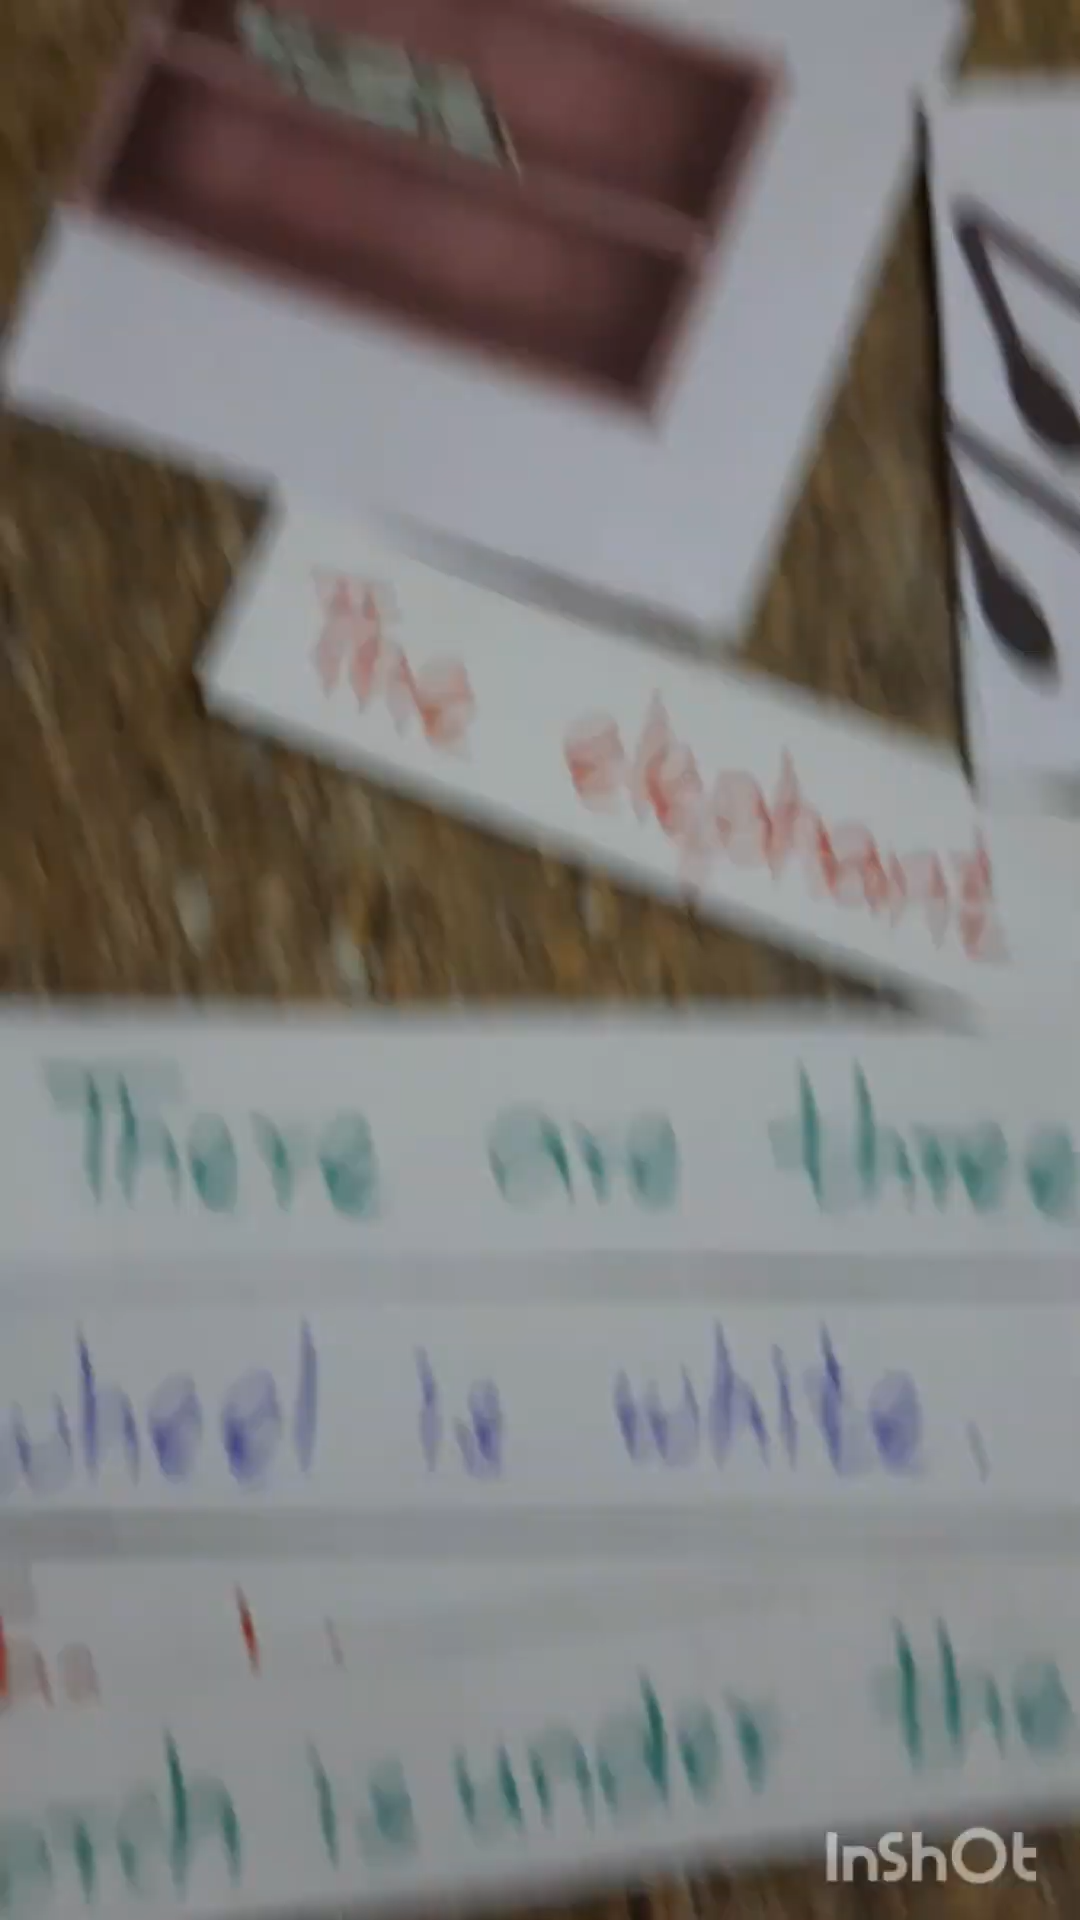 The elephant
There are three
wheel is white.
is under the
InShOt